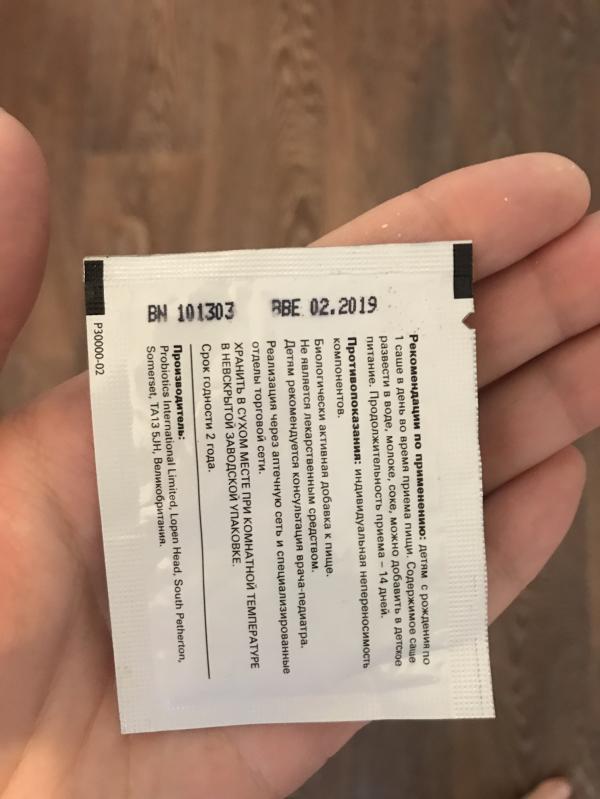 BN 101303 BBE 02.2019
Рекомендации по применению: детям с рождения по
1 саше в день во время приема пищи. Содержимое саше
развести в воде, молоке, соке, можно добавить в детское
питание. Продолжительность приема – 14 дней.
Противопоказания: индивидуальная непереносимость
компонентов.
Биологически активная добавка к пище.
Не является лекарственным средством.
Детям рекомендуется консультация врача-педиатра.
Реализация через аптечную сеть и специализированные
отделы торговой сети.
ХРАНИТЬ В СУХОМ МЕСТЕ ПРИ КОМНАТНОЙ ТЕМПЕРАТУРЕ
В НЕВСКРЫТОЙ ЗАВОДСКОЙ УПАКОВКЕ.
Срок годности 2 года.
Производитель:
Probiotics International Limited, Lopen Head, South Petherton,
Somerset, TA13 5JH, Великобритания.
P30000-02